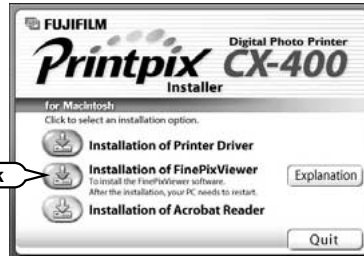 FUJIFILM
Digital Photo Printer
Printpix CX-400
Installer
for Macintosh
Click to select an installation option.
Installation of Printer Driver
Installation of FinePixViewer
To install the FinePixViewer software.
After the installation, your PC needs to restart.
Explanation
Installation of Acrobat Reader
Quit